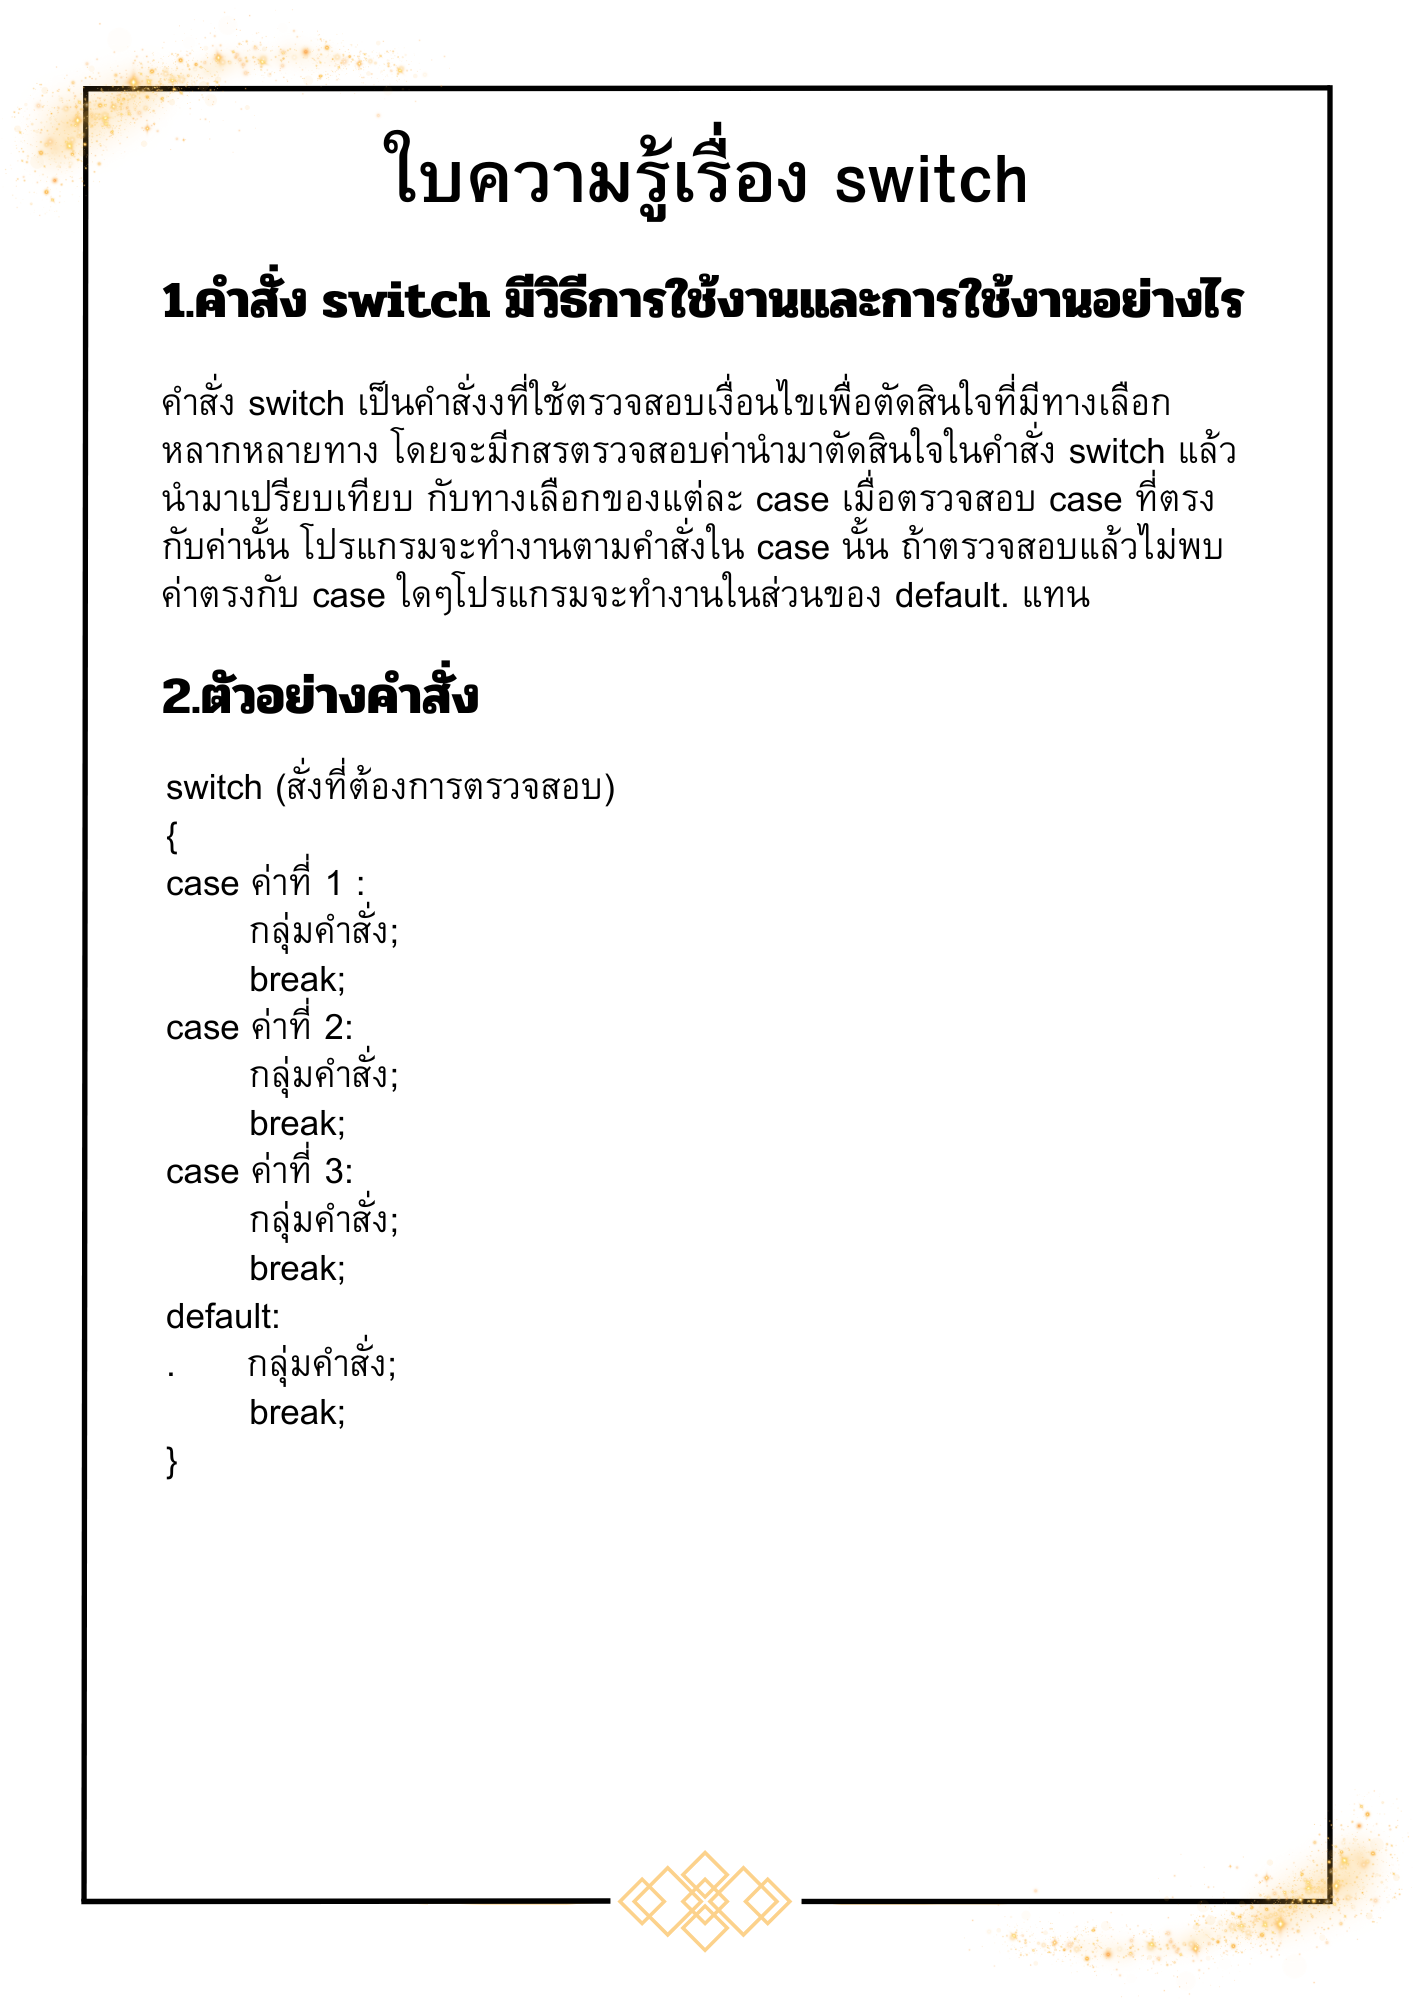 ใบความรู้เรื่อง switch
1.คำสั่ง switch มีวิธีการใช้งานและการใช้งานอย่างไร
คำสั่ง switch เป็นคำสั่งงที่ใช้ตรวจสอบเงื่อนไขเพื่อตัดสินใจที่มีทางเลือก
หลากหลายทาง โดยจะมีกสรตรวจสอบค่านำมาตัดสินใจในคำสั่ง switch แล้ว
นำมาเปรียบเทียบ กับทางเลือกของแต่ละ case เมื่อตรวจสอบ case ที่ตรง
กับค่านั้น โปรแกรมจะทำงานตามคำสั่งใน case นั้น ถ้าตรวจสอบแล้วไม่พบ
ค่าตรงกับ case ใดๆโปรแกรมจะทำงานในส่วนของ default. แทน
2.ตัวอย่างคำสั่ง
switch (สั่งที่ต้องการตรวจสอบ)
{
case ค่าที่ 1 :
กลุ่มคำสั่ง;
break;
case ค่าที่ 2:
กลุ่มคำสั่ง;
break;
case ค่าที่ 3:
กลุ่มคำสั่ง;
break;
default:
. กลุ่มคำสั่ง;
break;
}